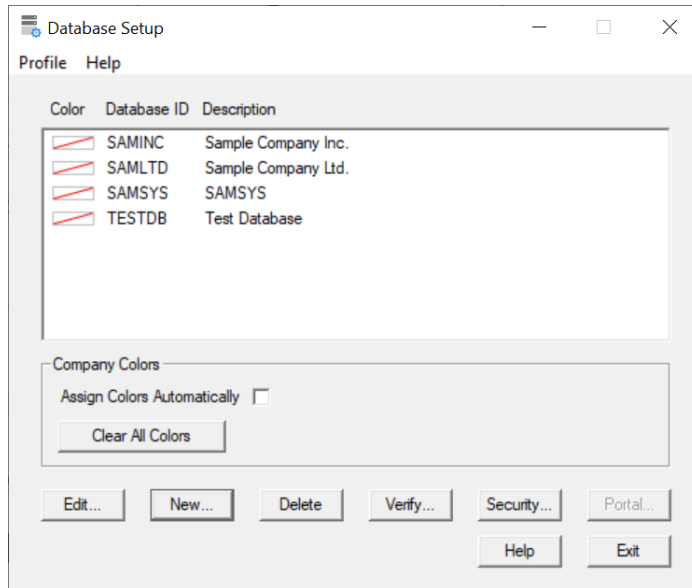 Database Setup
Profile Help
Color Database ID Description
SAMINC Sample Company Inc.
SAMLTD Sample Company Ltd.
SAMSYS SAMSYS
TESTDB Test Database
Company Colors
Assign Colors Automatically
Clear All Colors
Edit... New... Delete Verify... Security... Portal...
Help Exit